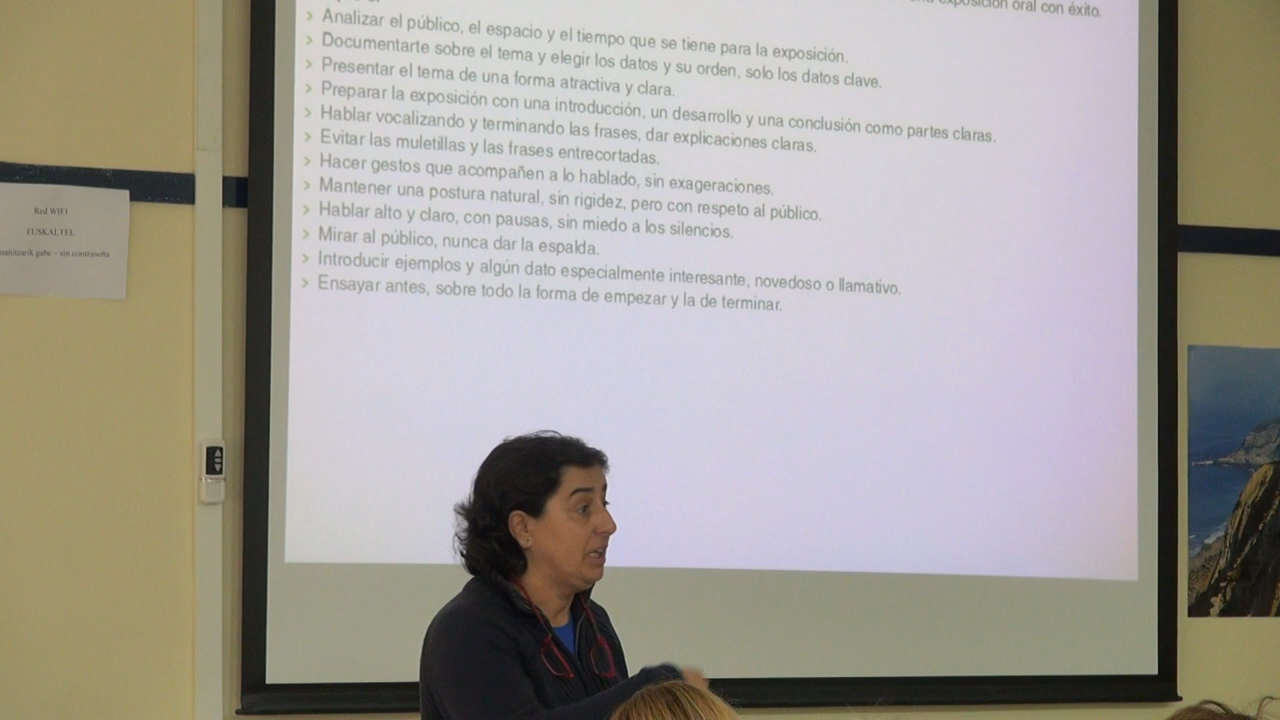 exposición oral con éxito.
> Analizar el público, el espacio y el tiempo que se tiene para la exposición.
> Documentarte sobre el tema y elegir los datos y su orden, solo los datos clave.
> Presentar el tema de una forma atractiva y clara.
> Preparar la exposición con una introducción, un desarrollo y una conclusión como partes claras.
> Hablar vocalizando y terminando las frases, dar explicaciones claras.
> Evitar las muletillas y las frases entrecortadas.
> Hacer gestos que acompañen a lo hablado, sin exageraciones.
> Mantener una postura natural, sin rigidez, pero con respeto al público.
> Hablar alto y claro, con pausas, sin miedo a los silencios.
> Mirar al público, nunca dar la espalda.
> Introducir ejemplos y algún dato especialmente interesante, novedoso o llamativo.
> Ensayar antes, sobre todo la forma de empezar y la de terminar.
Red WIFI
EUSKALTEL
gabe – sin contraseña